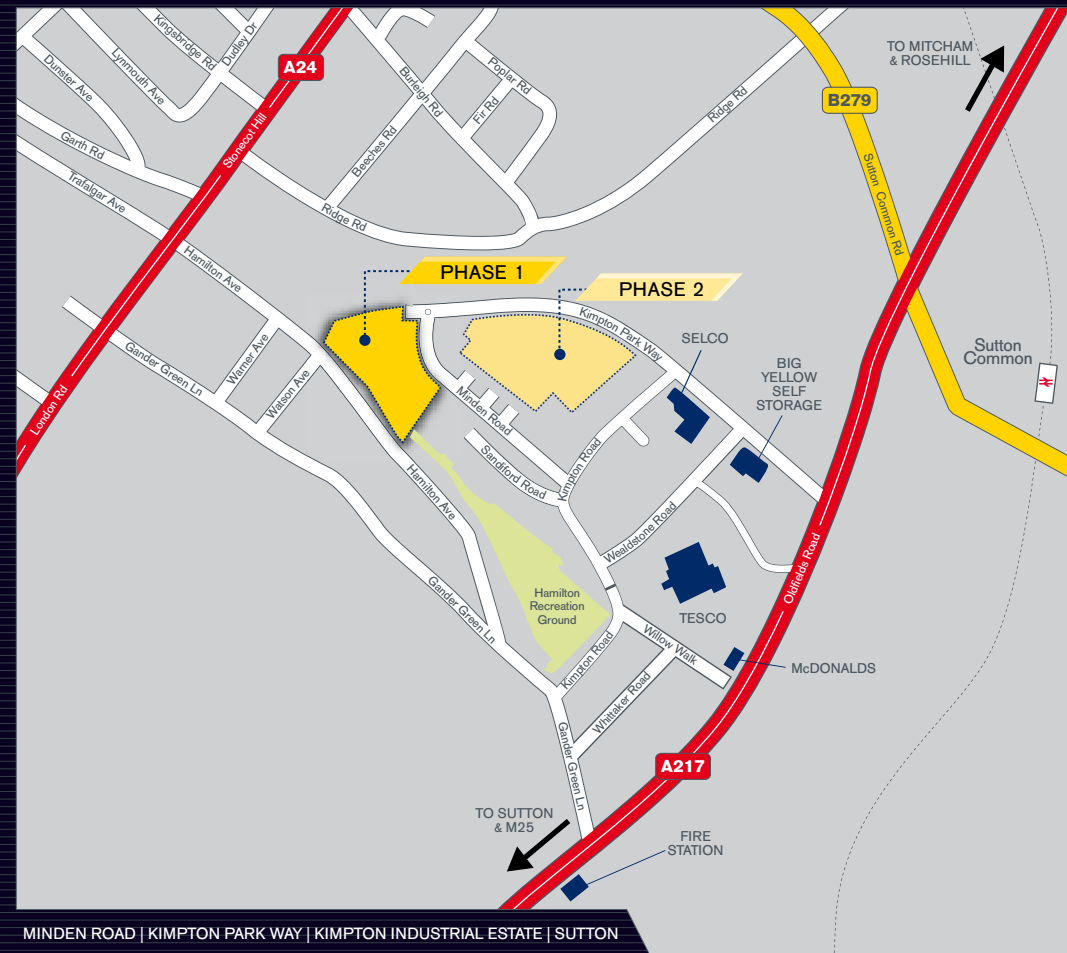 Kingsbridge Rd
Dudley Dr
Lynmouth Ave
Dunster Ave
A24
Stonecot Hill
Burleigh Rd
Poplar Rd
Fir Rd
Beeches Rd
Ridge Rd
TO MITCHAM
& ROSEHILL
B279
Sutton Common Rd
Garth Rd
Trafalgar Ave
Ridge Rd
Hamilton Ave
PHASE 1
PHASE 2
Kimpton Park Way
SELCO
BIG
YELLOW
SELF
STORAGE
Sutton
Common
Gander Green Ln
Warner Ave
Watson Ave
London Rd
Minden Road
Sandford Road
Kimpton Road
Hamilton Ave
Wealdstone Road
Oldfields Road
Gander Green Ln
Hamilton
Recreation
Ground
TESCO
Willow Walk
McDONALDS
Kimpton Road
Whittaker Road
Gander Green Ln
A217
TO SUTTON
& M25
FIRE
STATION
MINDEN ROAD | KIMPTON PARK WAY | KIMPTON INDUSTRIAL ESTATE | SUTTON